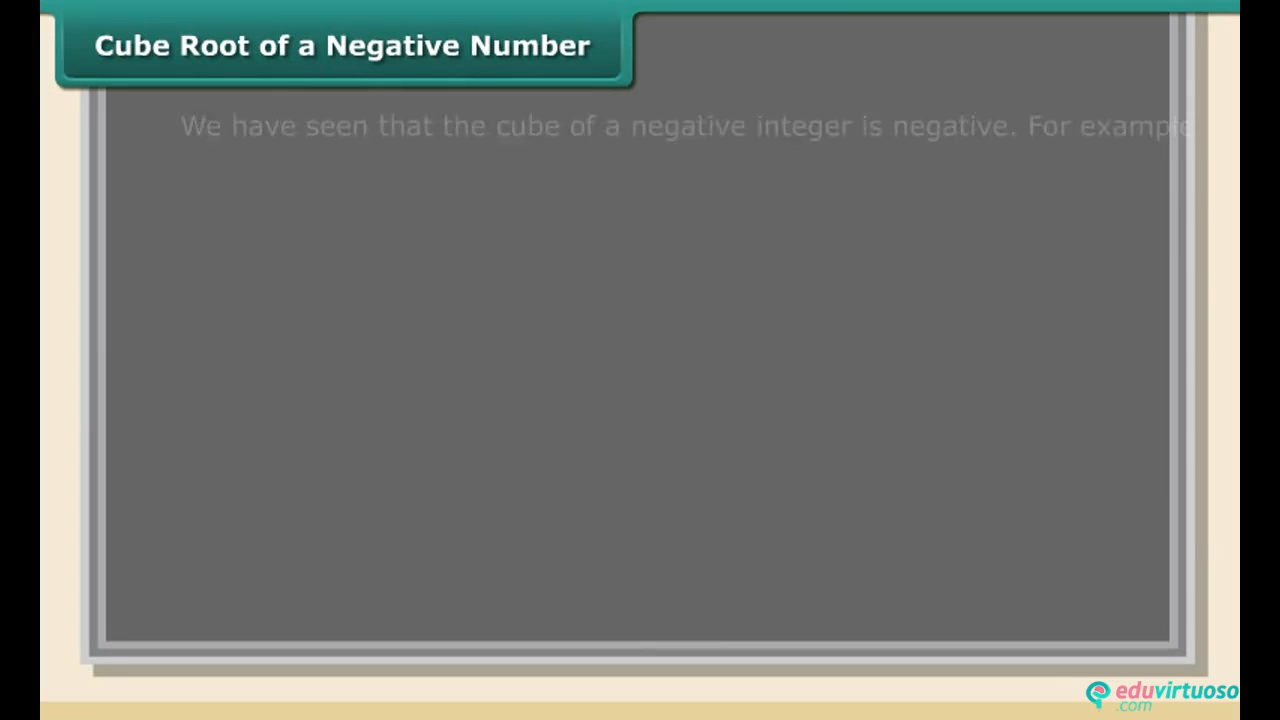 Cube Root of a Negative Number
We have seen that the cube of a negative integer is negative. For example
eduvirtuoso
.com